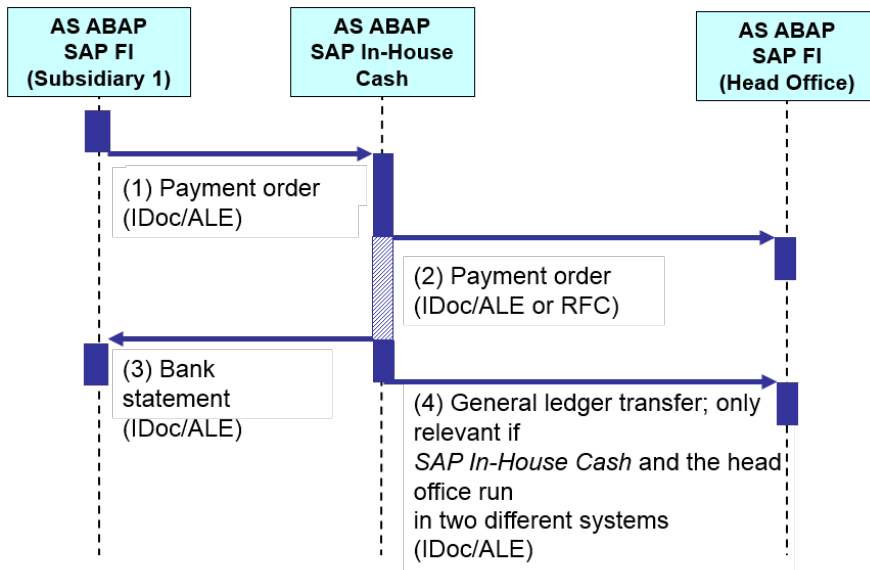 AS ABAP
SAP FI
(Subsidiary 1)
AS ABAP
SAP In-House
Cash
AS ABAP
SAP FI
(Head Office)
(1) Payment order
(IDoc/ALE)
(2) Payment order
(IDoc/ALE or RFC)
(3) Bank
statement
(IDoc/ALE)
(4) General ledger transfer; only
relevant if
SAP In-House Cash and the head
office run
in two different systems
(IDoc/ALE)